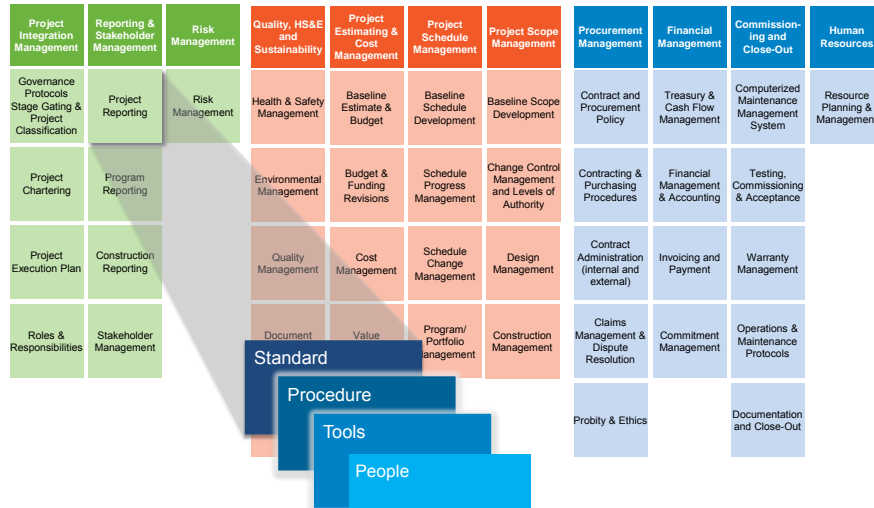 Project
Integration
Management
Reporting &
Stakeholder
Management
Risk
Management
Quality, HS&E
and
Sustainability
Project
Estimating &
Cost
Management
Project
Schedule
Management
Project Scope
Management
Procurement
Management
Financial
Management
Commission-
ing and
Close-Out
Human
Resources
Governance
Protocols
Stage Gating &
Project
Classification
Project
Reporting
Risk
Management
Health & Safety
Management
Baseline
Estimate &
Budget
Baseline
Schedule
Development
Baseline Scope
Development
Contract and
Procurement
Policy
Treasury &
Cash Flow
Management
Computerized
Maintenance
Management
System
Resource
Planning &
Management
Project
Chartering
Program
Reporting
Environmental
Management
Budget &
Funding
Revisions
Schedule
Progress
Management
Change Control
Management
and Levels of
Authority
Contracting &
Purchasing
Procedures
Financial
Management
& Accounting
Testing,
Commissioning
& Acceptance
Project
Execution Plan
Construction
Reporting
Quality
Management
Cost
Management
Schedule
Change
Management
Design
Management
Contract
Administration
(internal and
external)
Invoicing and
Payment
Warranty
Management
Roles &
Responsibilities
Stakeholder
Management
Document
Value
Program/
Portfolio
Management
Construction
Management
Claims
Management &
Dispute
Resolution
Commitment
Management
Operations &
Maintenance
Protocols
Probity & Ethics
Documentation
and Close-Out
Standard
Procedure
Tools
People